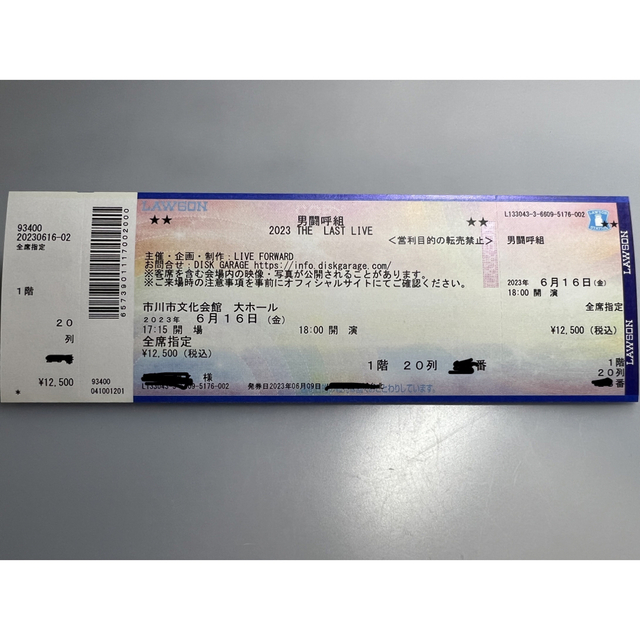 93400
20230616-02
全席指定
1階
20
列
¥12,500
*
6573901117002000
93400
041001201
LAWSON
★★ ★★
男闘呼組
2023 THE LAST LIVE
<営利目的の転売禁止>
主催・企画・制作：LIVE FORWARD
お問合せ：DISK GARAGE https://info.diskgarage.com/
※客席を含む会場内の映像・写真が公開されることがあります。
※ご来場時の注意事項を事前にオフィシャルサイトにてご確認ください。
市川市文化会館 大ホール
2023年 6月16日(金)
17:15 開 場 18:00 開 演
全席指定
¥12,500(税込)
1階 20列 番
様
L133043-3-6609-5176-002 発券日2023年06月09日
L133043-3-6609-5176-002
男闘呼組
2023年 6月16日(金)
18:00 開 演
全席指定
¥12,500(税込)
1階
20列
番
LAWSON
LAWSON